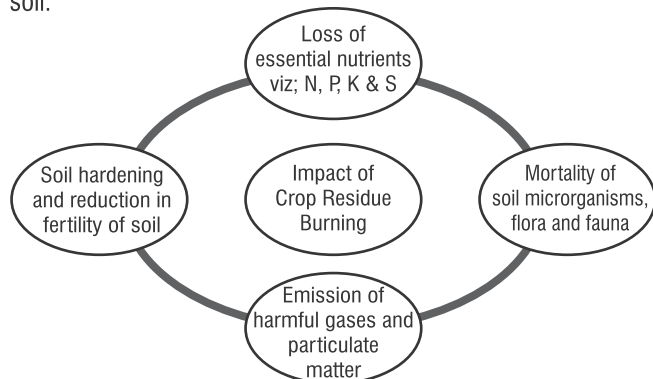 soil.
Loss of
essential nutrients
viz; N, P, K & S
Soil hardening
and reduction in
fertility of soil
Impact of
Crop Residue
Burning
Mortality of
soil microrganisms,
flora and fauna
Emission of
harmful gases and
particulate
matter